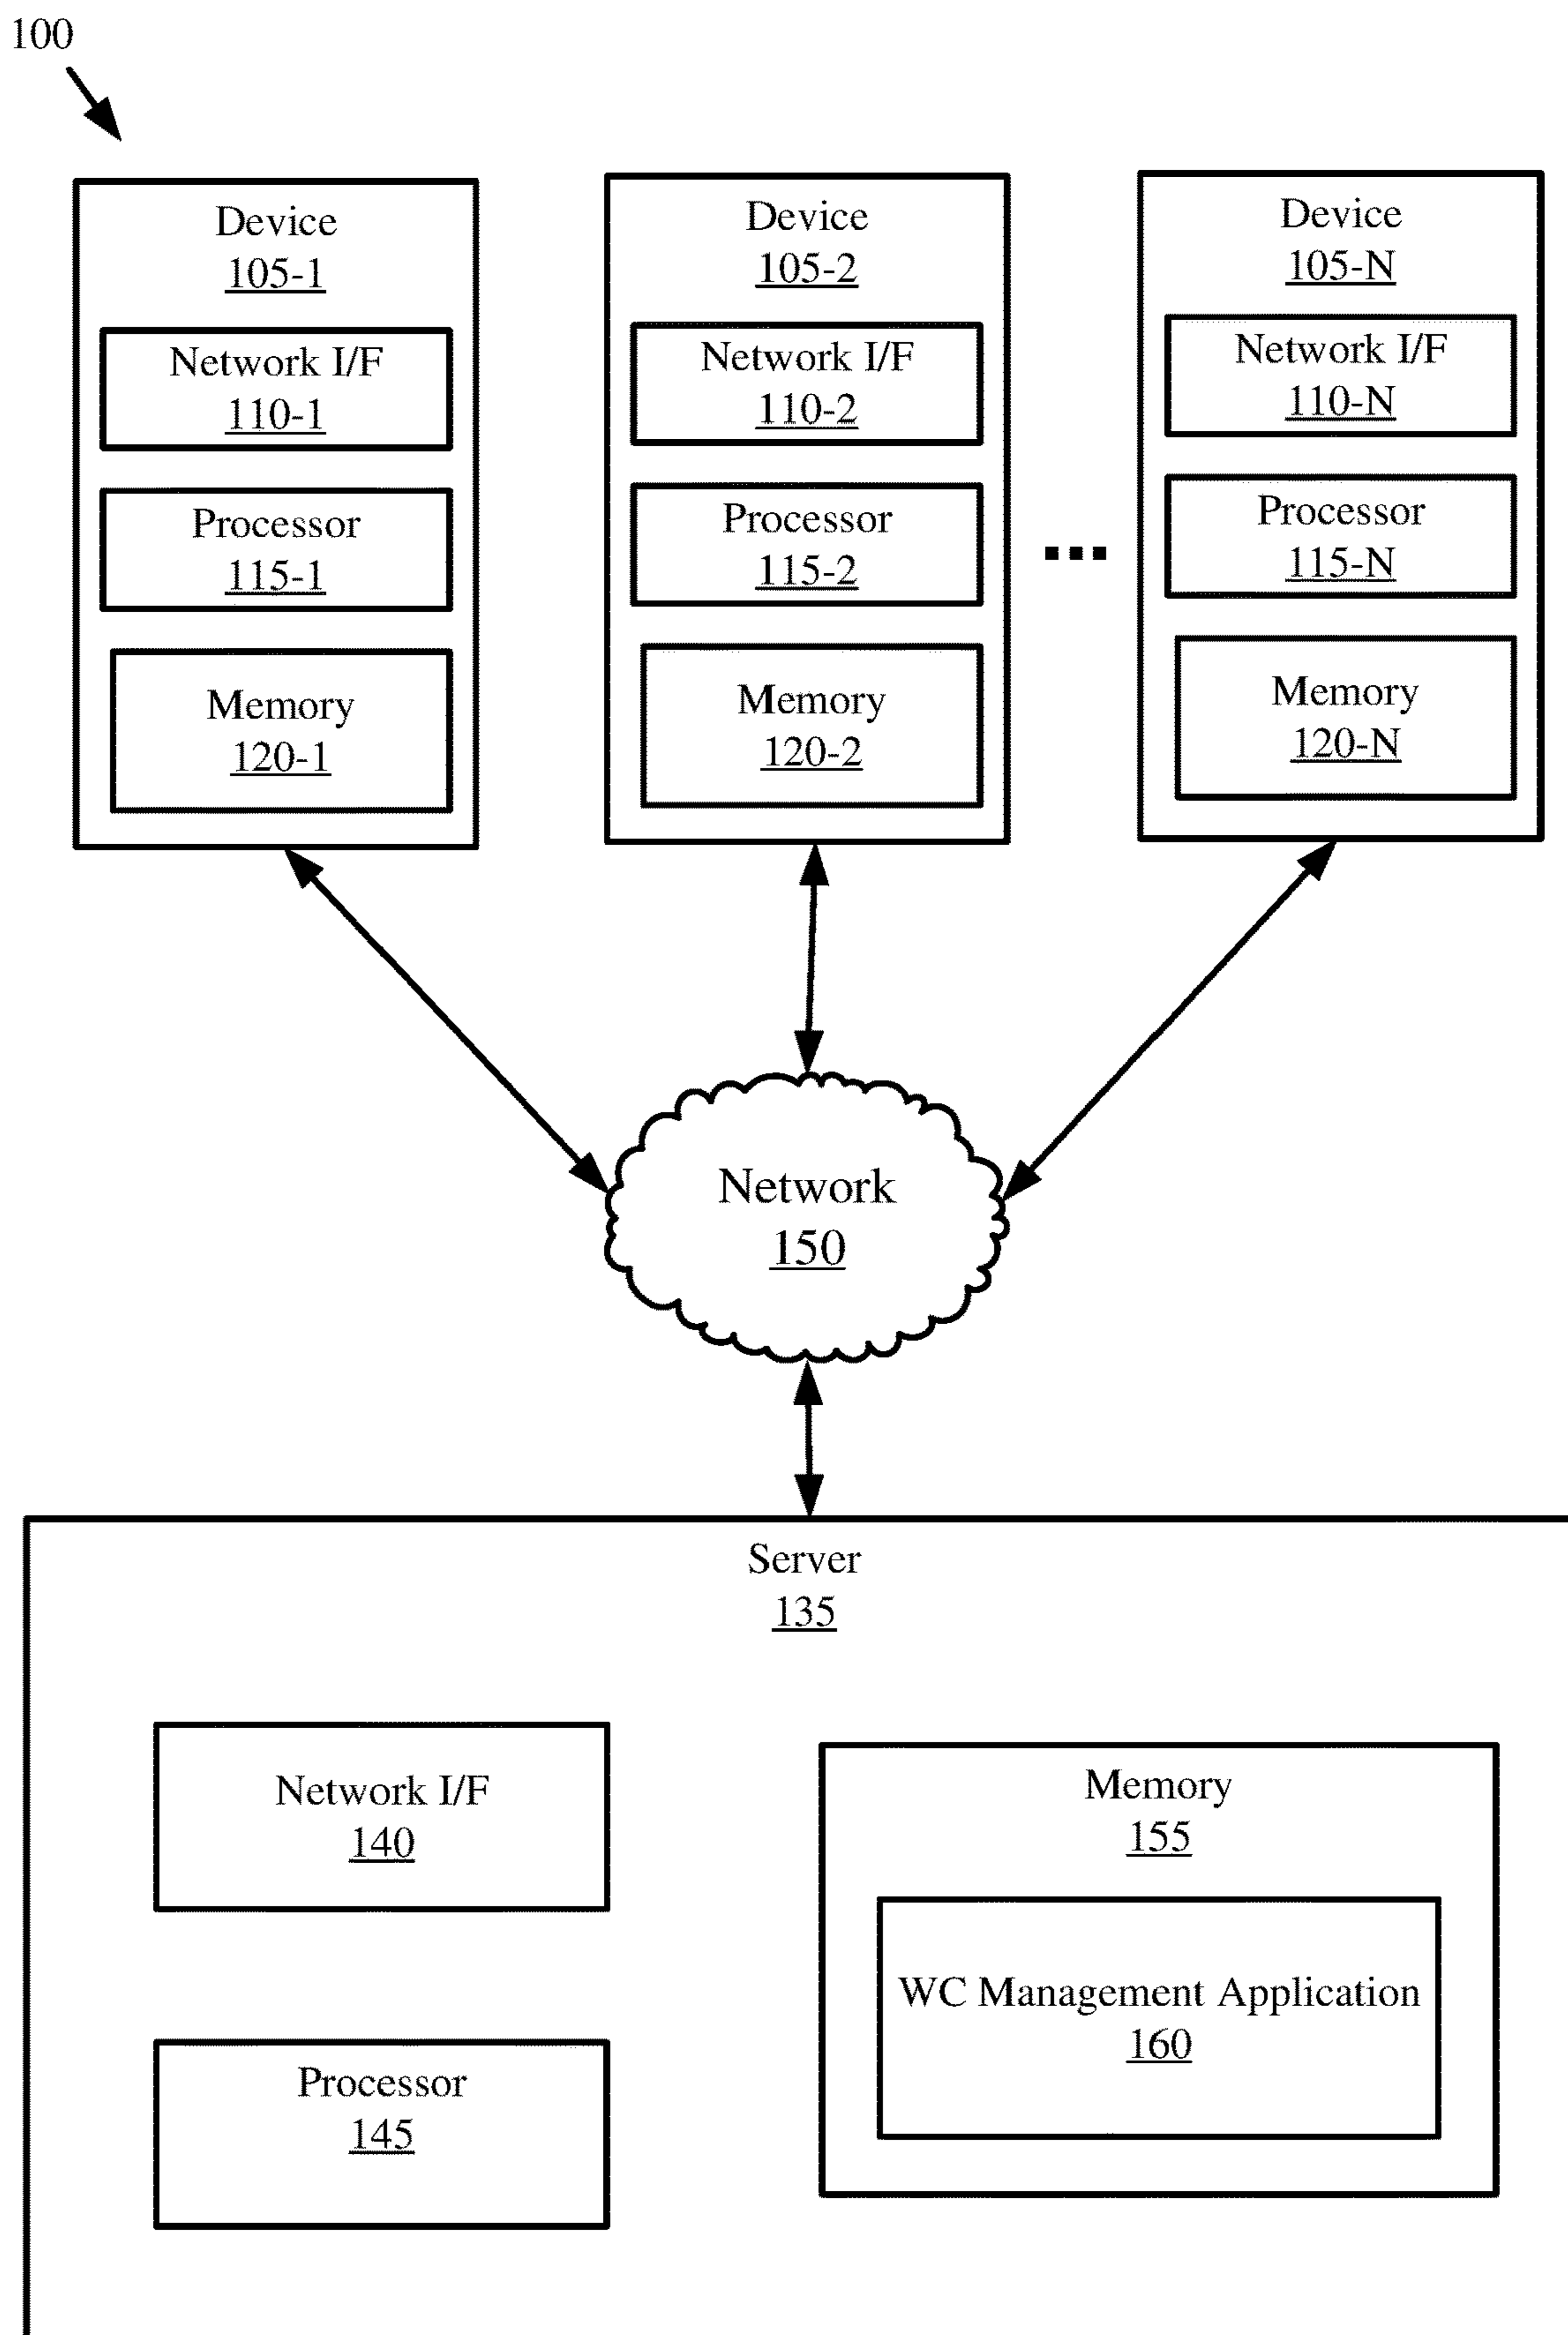 100
Device
105-1
Network I/F
110-1
Processor
115-1
Memory
120-1
Device
105-2
Network I/F
110-2
Processor
115-2
Memory
120-2
Device
105-N
Network I/F
110-N
Processor
115-N
Memory
120-N
Network
150
Server
135
Network I/F
140
Processor
145
Memory
155
WC Management Application
160